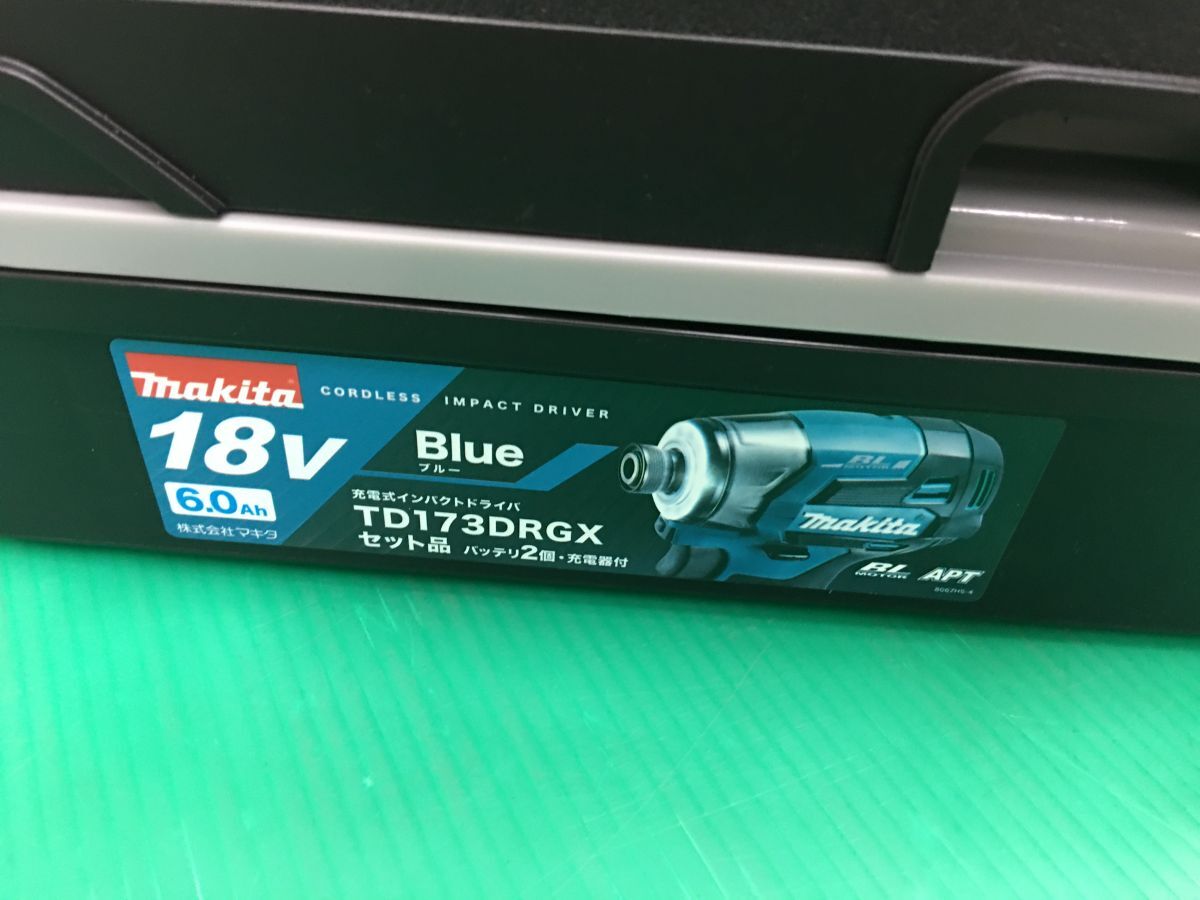 makita
CORDLESS IMPACT DRIVER
18V
6.0Ah
株式会社マキタ
Blue
ブルー
充電式インパクトドライバ
TD173DRGX
セット品 バッテリ2個・充電器付
BL
MOTOR
makita
BL
MOTOR
APT